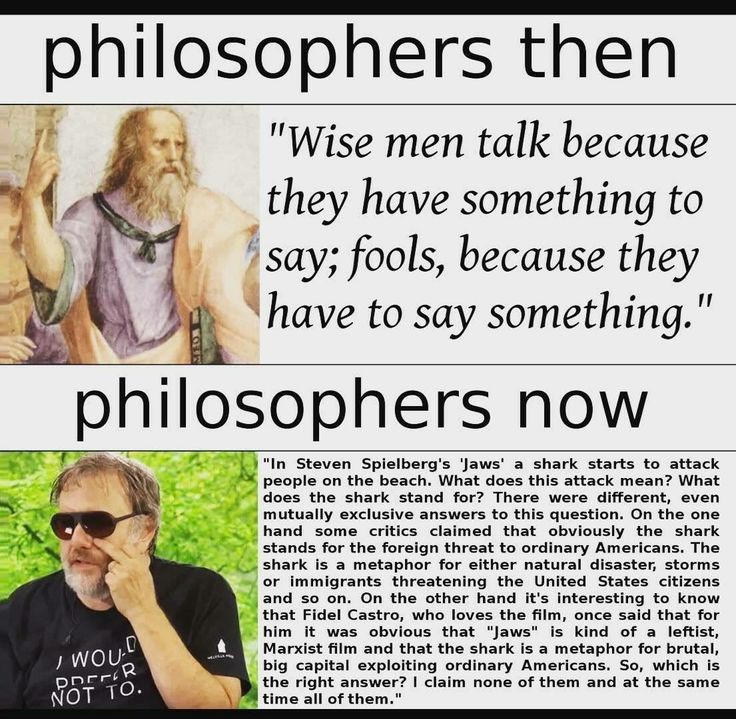 philosophers then
"Wise men talk because
they have something to
say; fools, because they
have to say something."
philosophers now
"In Steven Spielberg's 'Jaws' a shark starts to attack
people on the beach. What does this attack mean? What
does the shark stand for? There were different, even
mutually exclusive answers to this question. On the one
hand some critics claimed that obviously the shark
stands for the foreign threat to ordinary Americans. The
shark is a metaphor for either natural disaster, storms
or immigrants threatening the United States citizens
and so on. On the other hand it's interesting to know
that Fidel Castro, who loves the film, once said that for
him it was obvious that "Jaws" is kind of a leftist,
Marxist film and that the shark is a metaphor for brutal,
big capital exploiting ordinary Americans. So, which is
the right answer? I claim none of them and at the same
time all of them."
I WOULD
PREFER
NOT TO.